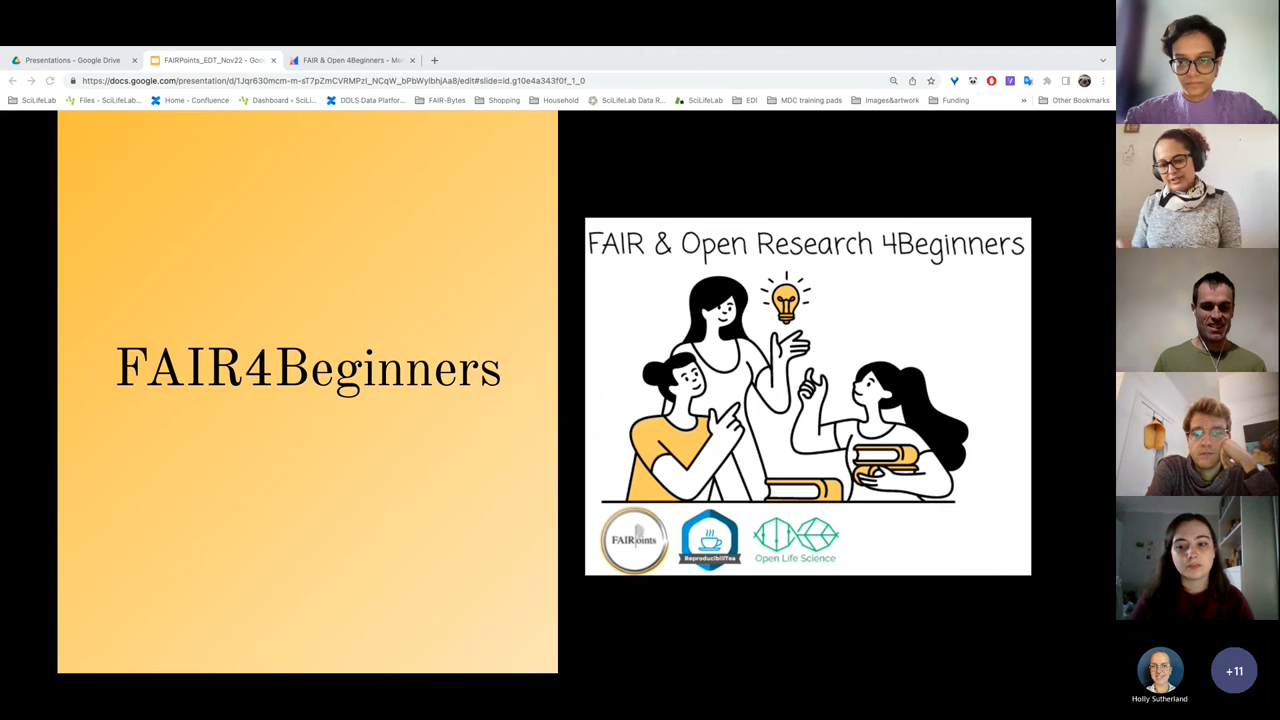 Presentations - Google Drive
FAIRPoints_EDT_Nov22 - Goo
FAIR & Open 4Beginners - Me
https://docs.google.com/presentation/d/1Jqr630mcm-m-sT7pZmCVRMPzI_NCqW_bPbWylbhjAa8/edit#slide=id.g10e4a343f0f_1_0
SciLifeLab
Files - SciLifeLab...
Home - Confluence
Dashboard ‹ SciLi...
DDLS Data Platfor...
FAIR-Bytes
Shopping
Household
SciLifeLab Data R...
SciLifeLab
EDI
MDC training pads
Images&artwork
Funding
»
Other Bookmarks
FAIR4Beginners
FAIR & Open Research 4Beginners
FAIRPoints
ReproducibiliTea
Open Life Science
Holly Sutherland
+11